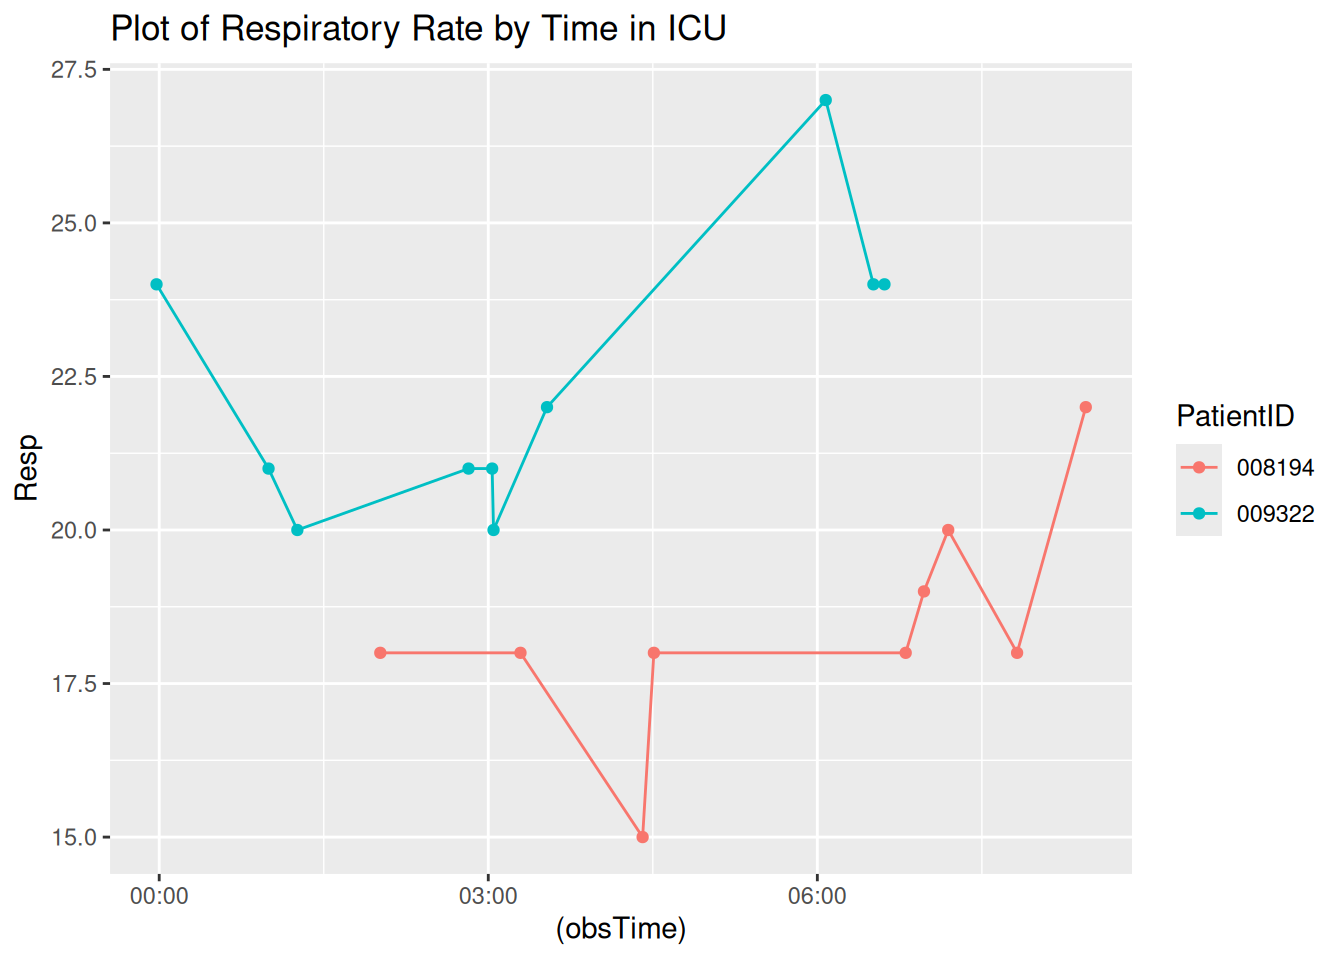 Plot of Respiratory Rate by Time in ICU
27.5
25.0
22.5
20.0
17.5
15.0
Resp
00:00 03:00 06:00
(obsTime)
PatientID
008194
009322